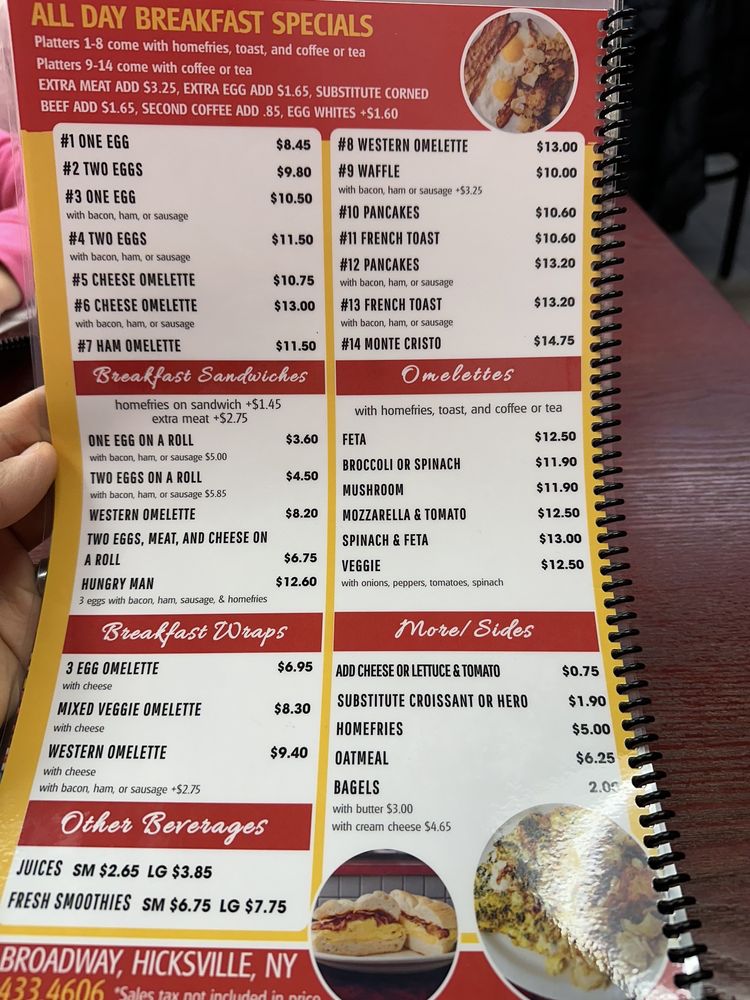 ALL DAY BREAKFAST SPECIALS
Platters 1-8 come with homefries, toast, and coffee or tea
Platters 9-14 come with coffee or tea
EXTRA MEAT ADD $3.25, EXTRA EGG ADD $1.65, SUBSTITUTE CORNED
BEEF ADD $1.65, SECOND COFFEE ADD .85, EGG WHITES +$1.60
#1 ONE EGG $8.45
#2 TWO EGGS $9.80
#3 ONE EGG $10.50
with bacon, ham, or sausage
#4 TWO EGGS $11.50
with bacon, ham, or sausage
#5 CHEESE OMELETTE $10.75
#6 CHEESE OMELETTE $13.00
with bacon, ham, or sausage
#7 HAM OMELETTE $11.50
#8 WESTERN OMELETTE $13.00
#9 WAFFLE $10.00
with bacon, ham or sausage +$3.25
#10 PANCAKES $10.60
#11 FRENCH TOAST $10.60
#12 PANCAKES $13.20
with bacon, ham, or sausage
#13 FRENCH TOAST $13.20
with bacon, ham, or sausage
#14 MONTE CRISTO $14.75
Breakfast Sandwiches
homefries on sandwich +$1.45
extra meat +$2.75
ONE EGG ON A ROLL $3.60
with bacon, ham, or sausage $5.00
TWO EGGS ON A ROLL $4.50
with bacon, ham, or sausage $5.85
WESTERN OMELETTE $8.20
TWO EGGS, MEAT, AND CHEESE ON
A ROLL $6.75
HUNGRY MAN $12.60
3 eggs with bacon, ham, sausage, & homefries
Omelettes
with homefries, toast, and coffee or tea
FETA $12.50
BROCCOLI OR SPINACH $11.90
MUSHROOM $11.90
MOZZARELLA & TOMATO $12.50
SPINACH & FETA $13.00
VEGGIE $12.50
with onions, peppers, tomatoes, spinach
Breakfast Wraps
3 EGG OMELETTE $6.95
with cheese
MIXED VEGGIE OMELETTE $8.30
with cheese
WESTERN OMELETTE $9.40
with cheese
with bacon, ham, or sausage +$2.75
More/Sides
ADD CHEESE OR LETTUCE & TOMATO $0.75
SUBSTITUTE CROISSANT OR HERO $1.90
HOMEFRIES $5.00
OATMEAL $6.25
BAGELS 2.00
with butter $3.00
with cream cheese $4.65
Other Beverages
JUICES SM $2.65 LG $3.85
FRESH SMOOTHIES SM $6.75 LG $7.75
BROADWAY, HICKSVILLE, NY
433 4606 *Sales tax not included in price